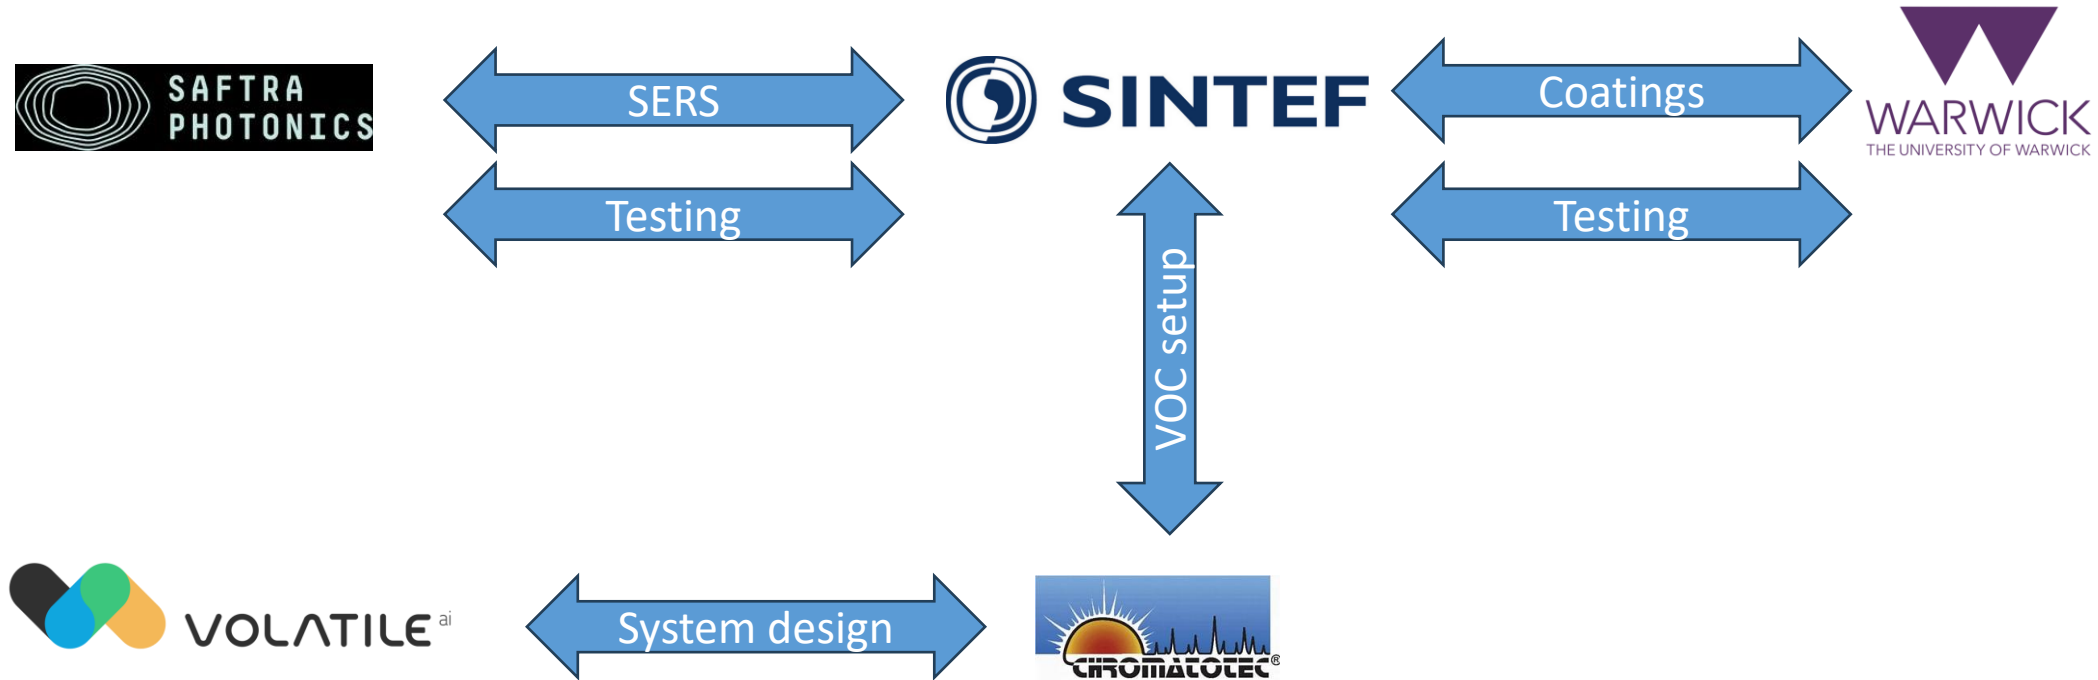 SAFTRA
PHOTONICS
SERS
SINTEF
Coatings
WARWICK
THE UNIVERSITY OF WARWICK
Testing
Testing
VOC setup
VOLATILE ai
System design
CHROMATOTEC®